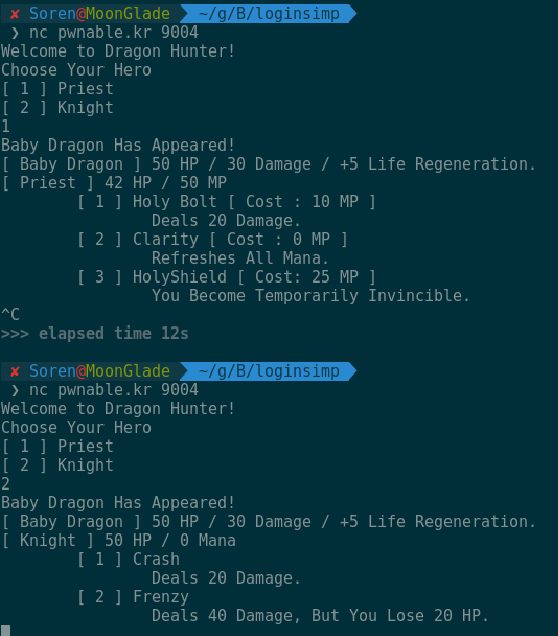 ✘ Soren@MoonGlade ~/g/B/loginsimp
❯ nc pwnable.kr 9004
Welcome to Dragon Hunter!
Choose Your Hero
[ 1 ] Priest
[ 2 ] Knight
1
Baby Dragon Has Appeared!
[ Baby Dragon ] 50 HP / 30 Damage / +5 Life Regeneration.
[ Priest ] 42 HP / 50 MP
[ 1 ] Holy Bolt [ Cost : 10 MP ]
Deals 20 Damage.
[ 2 ] Clarity [ Cost : 0 MP ]
Refreshes All Mana.
[ 3 ] HolyShield [ Cost: 25 MP ]
You Become Temporarily Invincible.
^C
>>> elapsed time 12s
✘ Soren@MoonGlade ~/g/B/loginsimp
❯ nc pwnable.kr 9004
Welcome to Dragon Hunter!
Choose Your Hero
[ 1 ] Priest
[ 2 ] Knight
2
Baby Dragon Has Appeared!
[ Baby Dragon ] 50 HP / 30 Damage / +5 Life Regeneration.
[ Knight ] 50 HP / 0 Mana
[ 1 ] Crash
Deals 20 Damage.
[ 2 ] Frenzy
Deals 40 Damage, But You Lose 20 HP.